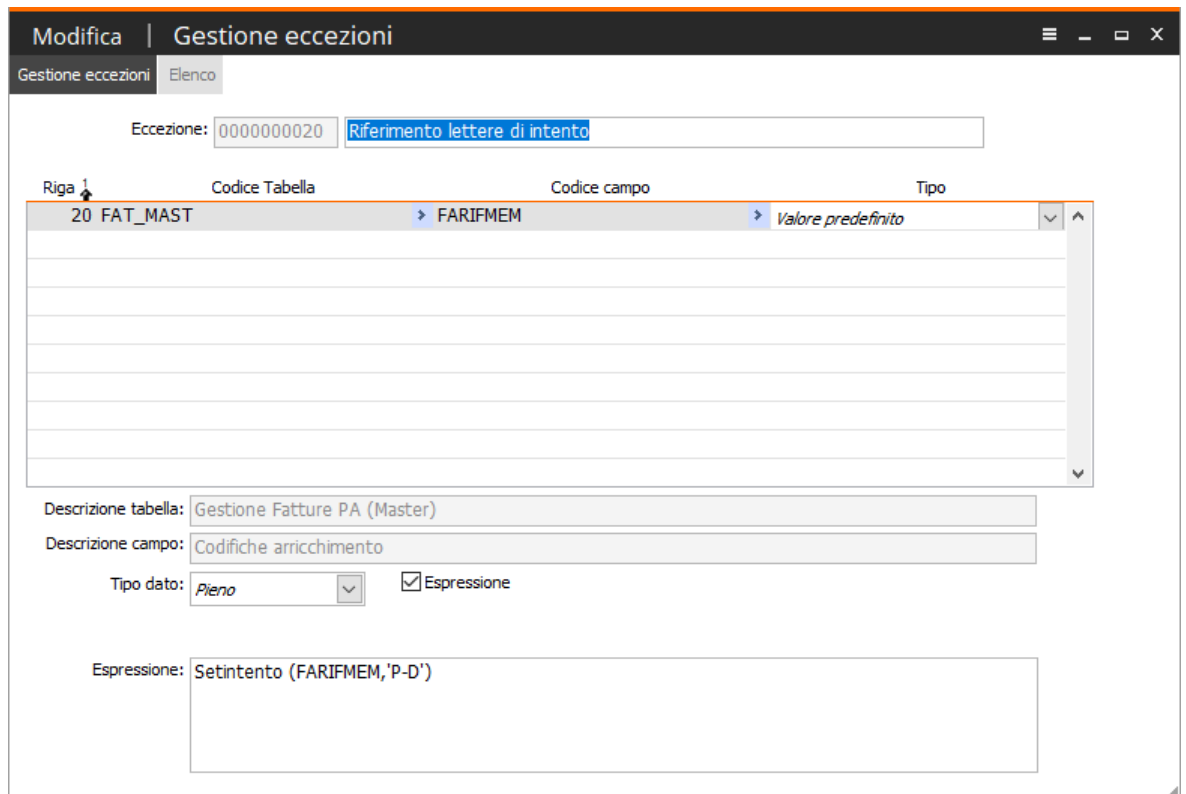 Modifica | Gestione eccezioni
Gestione eccezioni Elenco
Eccezione: 0000000020 Riferimento lettere di intento
Riga 1 Codice Tabella Codice campo Tipo
20 FAT_MAST FARIFMEM Valore predefinito
Descrizione tabella: Gestione Fatture PA (Master)
Descrizione campo: Codifiche arricchimento
Tipo dato: Pieno Espressione
Espressione: Setintento (FARIFMEM,'P-D')